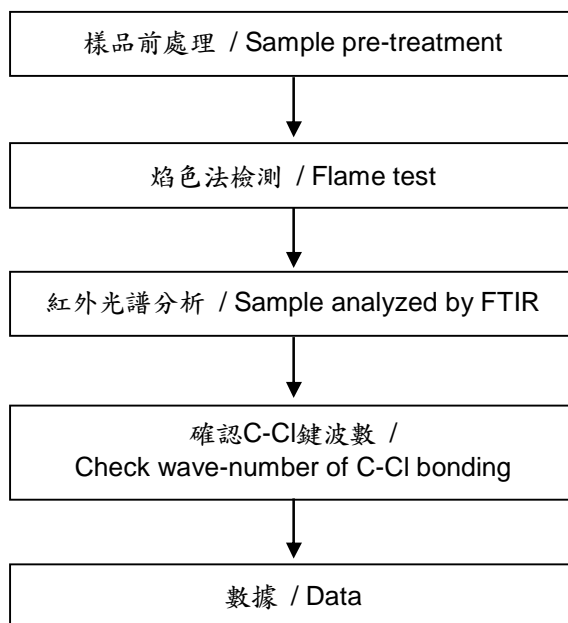 樣品前處理 / Sample pre-treatment
焰色法檢測 / Flame test
紅外光譜分析 / Sample analyzed by FTIR
確認C-Cl鍵波數 /
Check wave-number of C-Cl bonding
數據 / Data